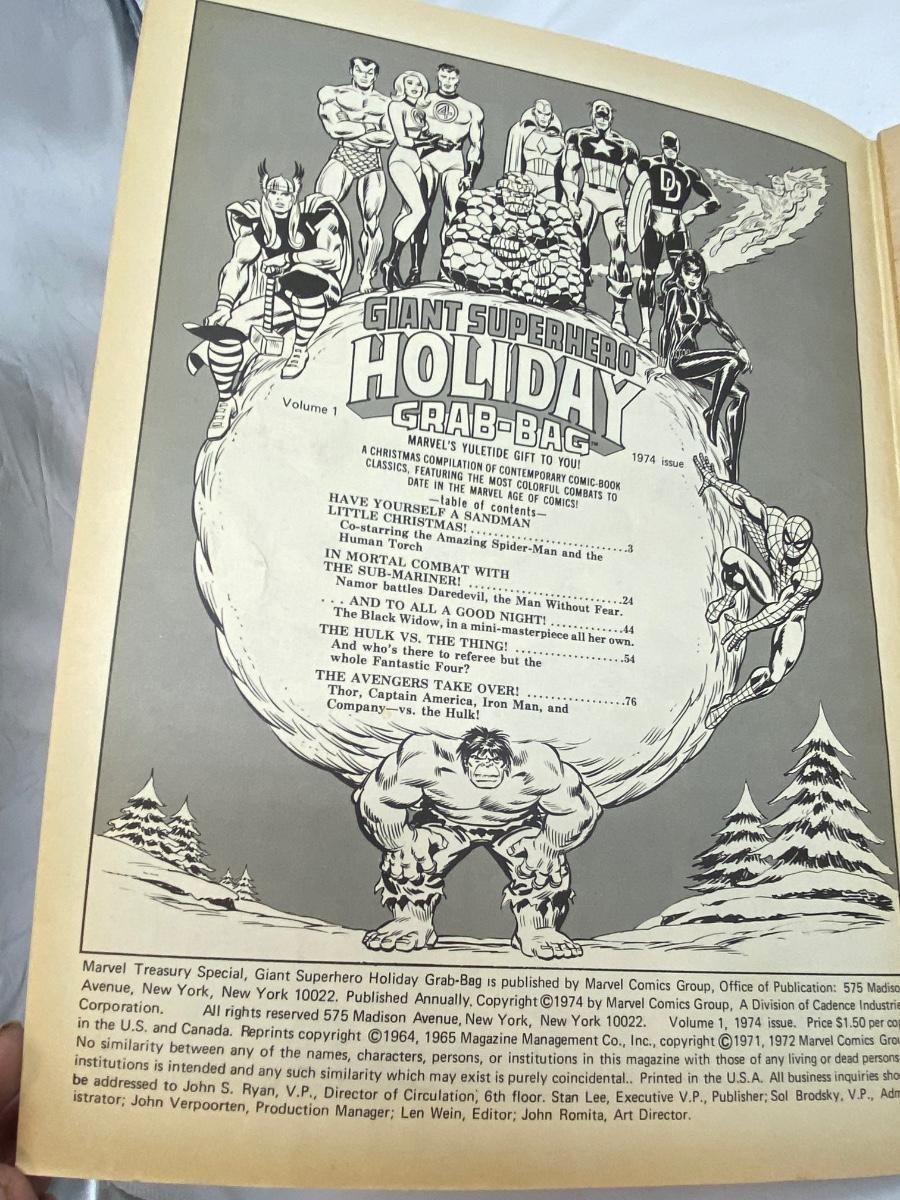 4
DD
GIANT SUPERHERO
HOLIDAY
GRAB-BAG™
Volume 1
1974 issue
MARVEL'S YULETIDE GIFT TO YOU!
A CHRISTMAS COMPILATION OF CONTEMPORARY COMIC-BOOK
CLASSICS, FEATURING THE MOST COLORFUL COMBATS TO
DATE IN THE MARVEL AGE OF COMICS!
—table of contents—
HAVE YOURSELF A SANDMAN
LITTLE CHRISTMAS! ............................3
Co-starring the Amazing Spider-Man and the
Human Torch
IN MORTAL COMBAT WITH
THE SUB-MARINER! ...........................24
Namor battles Daredevil, the Man Without Fear.
. . . AND TO ALL A GOOD NIGHT! .............44
The Black Widow, in a mini-masterpiece all her own.
THE HULK VS. THE THING! ...................54
And who's there to referee but the
whole Fantastic Four?
THE AVENGERS TAKE OVER! .................76
Thor, Captain America, Iron Man, and
Company—vs. the Hulk!
Marvel Treasury Special, Giant Superhero Holiday Grab-Bag is published by Marvel Comics Group, Office of Publication: 575 Madiso
Avenue, New York, New York 10022. Published Annually. Copyright ©1974 by Marvel Comics Group, A Division of Cadence Industrie
Corporation. All rights reserved 575 Madison Avenue, New York, New York 10022. Volume 1, 1974 issue. Price $1.50 per cop
in the U.S. and Canada. Reprints copyright ©1964, 1965 Magazine Management Co., Inc., copyright ©1971, 1972 Marvel Comics Grou
No similarity between any of the names, characters, persons, or institutions in this magazine with those of any living or dead persons
institutions is intended and any such similarity which may exist is purely coincidental.. Printed in the U.S.A. All business inquiries sho
be addressed to John S. Ryan, V.P., Director of Circulation, 6th floor. Stan Lee, Executive V.P., Publisher; Sol Brodsky, V.P., Adm
istrator; John Verpoorten, Production Manager; Len Wein, Editor; John Romita, Art Director.